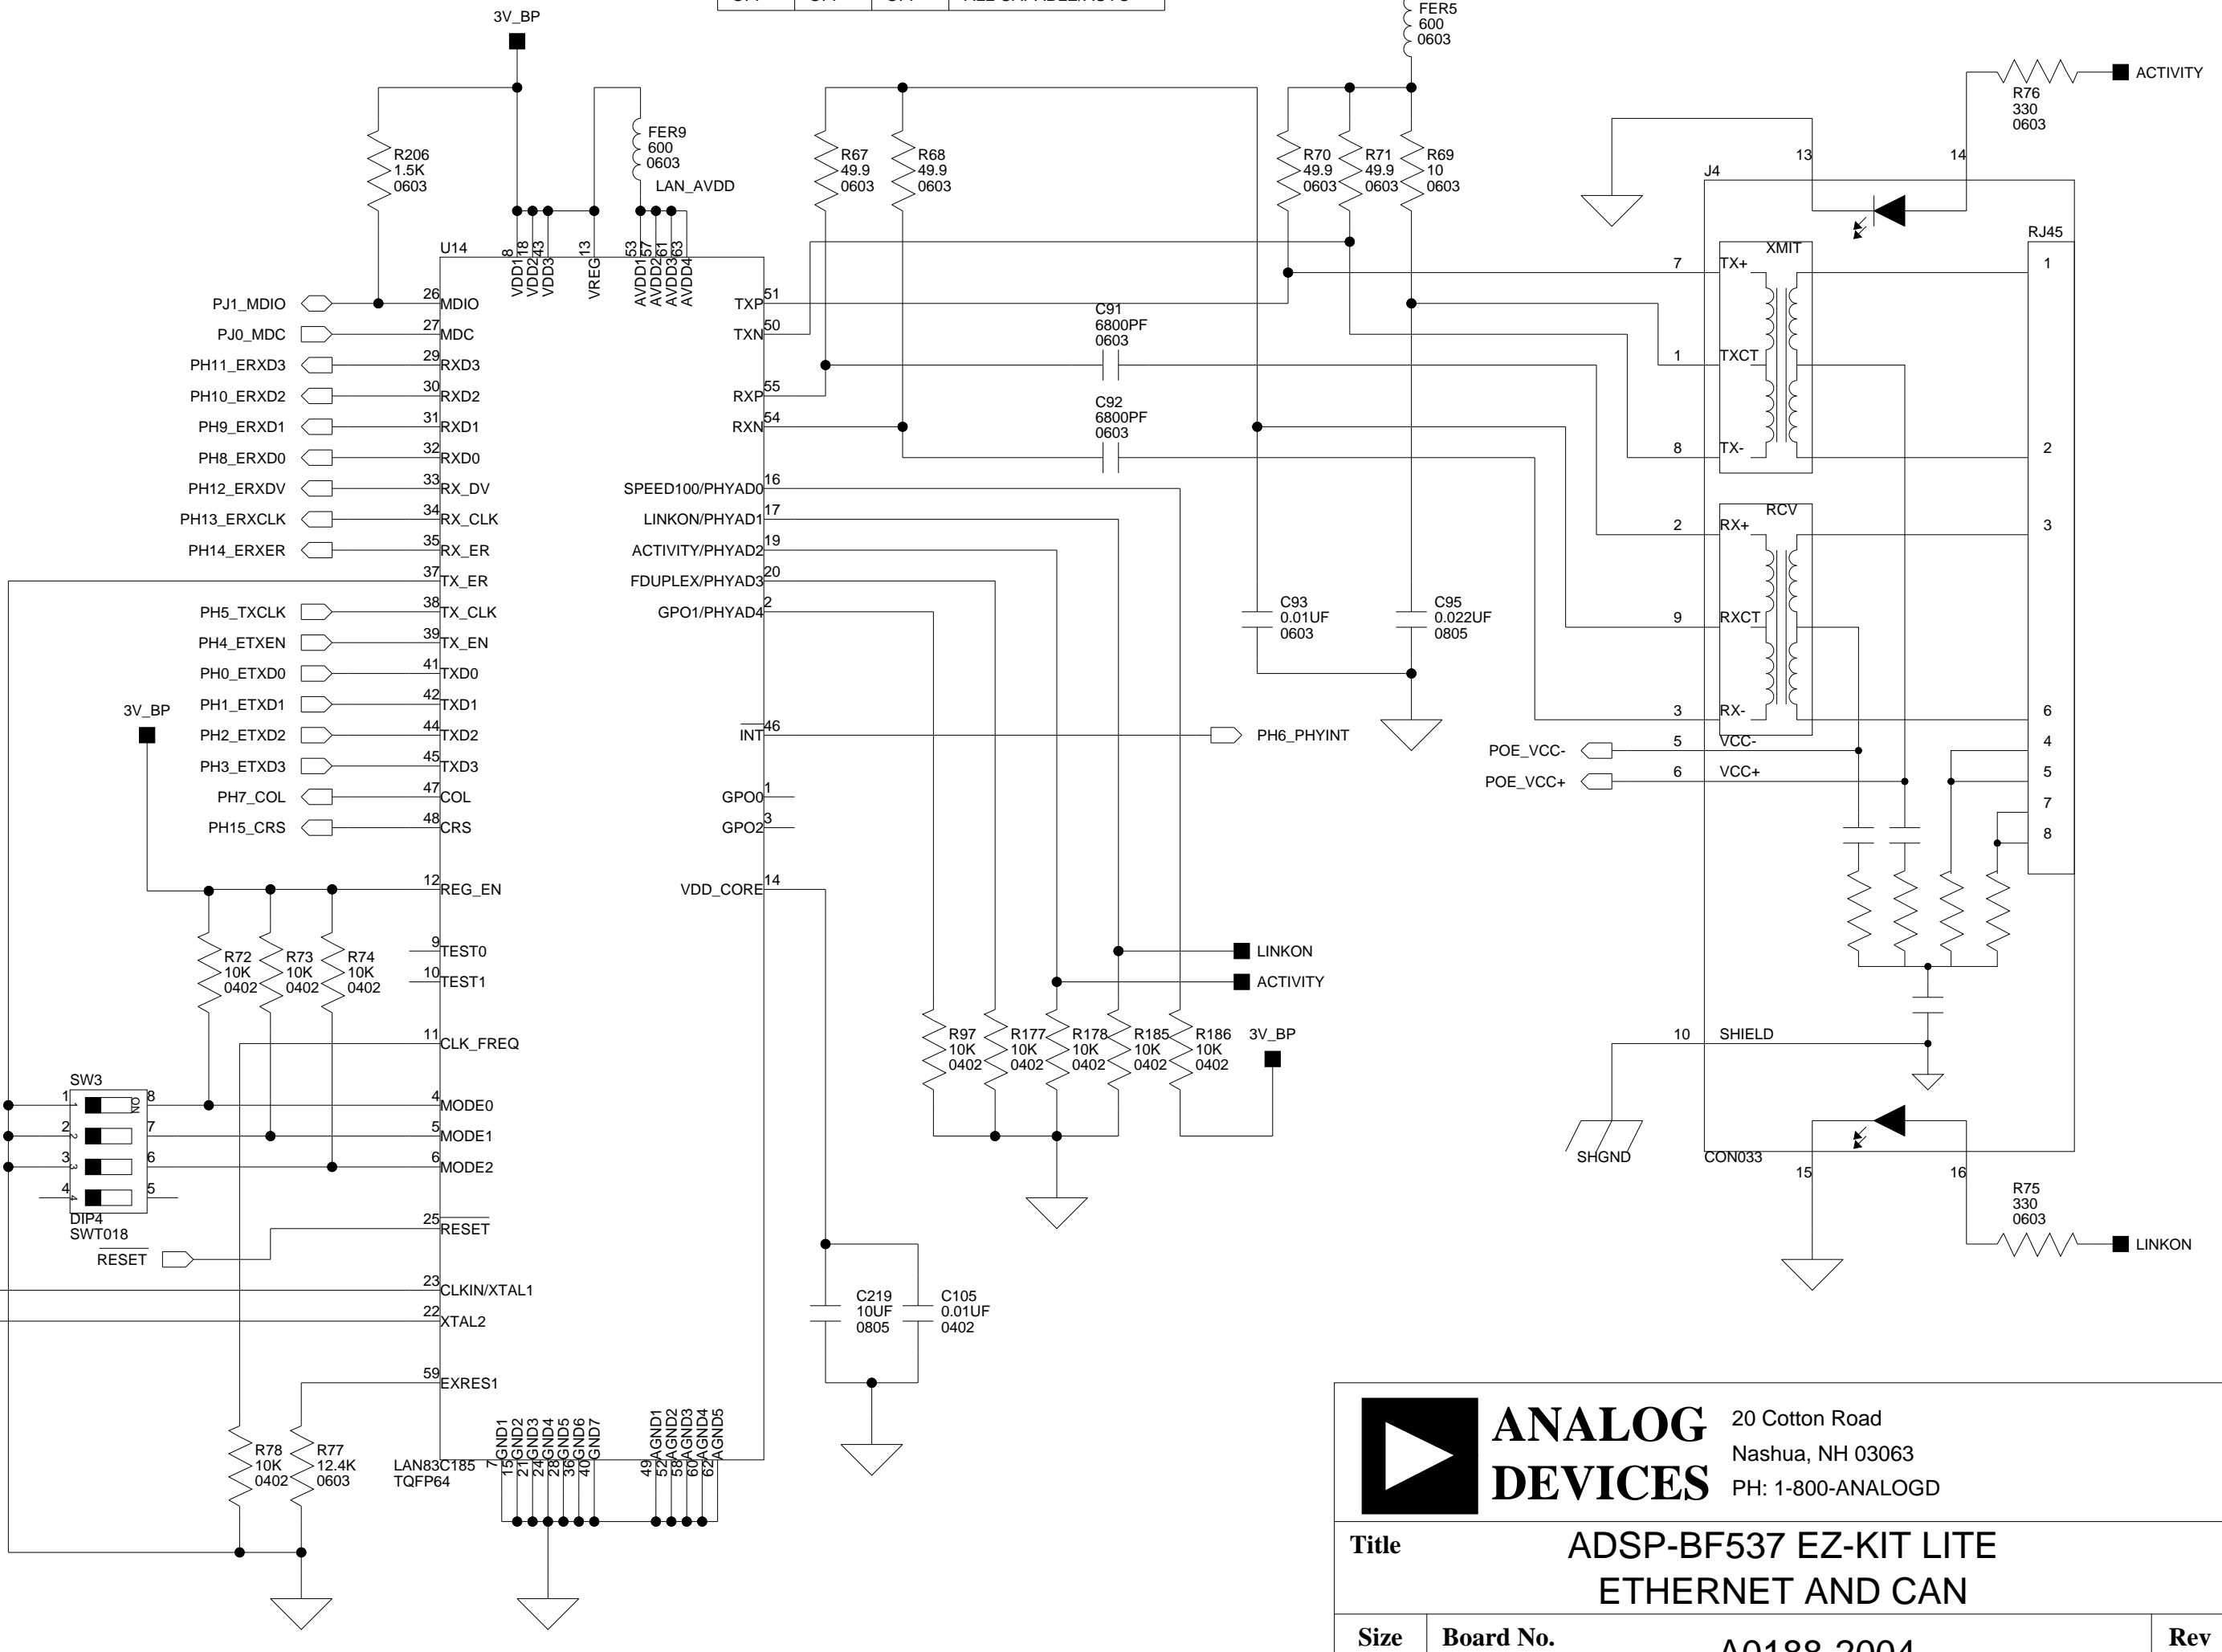 3V_BP
FER5
600
0603
R76
330
0603
ACTIVITY
R206
1.5K
0603
FER9
600
0603
LAN_AVDD
R67
49.9
0603
R68
49.9
0603
R70
49.9
0603
R71
49.9
0603
R69
10
0603
13
14
J4
RJ45
U14
8
18
43
13
53
57
61
63
VDD1
VDD2
VDD3
VREG
AVDD1
AVDD2
AVDD3
AVDD4
PJ1_MDIO 26 MDIO
PJ0_MDC 27 MDC
PH11_ERXD3 29 RXD3
PH10_ERXD2 30 RXD2
PH9_ERXD1 31 RXD1
PH8_ERXD0 32 RXD0
PH12_ERXDV 33 RX_DV
PH13_ERXCLK 34 RX_CLK
PH14_ERXER 35 RX_ER
37 TX_ER
PH5_TXCLK 38 TX_CLK
PH4_ETXEN 39 TX_EN
PH0_ETXD0 41 TXD0
PH1_ETXD1 42 TXD1
PH2_ETXD2 44 TXD2
PH3_ETXD3 45 TXD3
PH7_COL 47 COL
PH15_CRS 48 CRS
3V_BP
12 REG_EN
9 TEST0
10 TEST1
11 CLK_FREQ
4 MODE0
5 MODE1
6 MODE2
25 RESET
23 CLKIN/XTAL1
22 XTAL2
59 EXRES1
TXP 51
TXN 50
RXP 55
RXN 54
SPEED100/PHYAD0 16
LINKON/PHYAD1 17
ACTIVITY/PHYAD2 19
FDUPLEX/PHYAD3 20
GPO1/PHYAD4 2
INT 46
PH6_PHYINT
GPO0 1
GPO2 3
VDD_CORE 14
C91
6800PF
0603
C92
6800PF
0603
C93
0.01UF
0603
C95
0.022UF
0805
XMIT
7 TX+
1 TXCT
8 TX-
RCV
2 RX+
9 RXCT
3 RX-
POE_VCC- 5 VCC-
POE_VCC+ 6 VCC+
10 SHIELD
1
2
3
6
4
5
7
8
R72
10K
0402
R73
10K
0402
R74
10K
0402
LINKON
ACTIVITY
R97
10K
0402
R177
10K
0402
R178
10K
0402
R185
10K
0402
R186
10K
0402
3V_BP
SW3
1 1 ON 8
2 2 7
3 3 6
4 4 5
DIP4
SWT018
RESET
SHGND
CON033
15
16
R75
330
0603
LINKON
C219
10UF
0805
C105
0.01UF
0402
R78
10K
0402
R77
12.4K
0603
LAN83C185
TQFP64
GND1
GND2
GND3
GND4
GND5
GND6
GND7
AGND1
AGND2
AGND3
AGND4
AGND5
7
15
21
24
28
36
40
49
52
58
60
62
ANALOG
DEVICES
20 Cotton Road
Nashua, NH 03063
PH: 1-800-ANALOGD
Title
ADSP-BF537 EZ-KIT LITE
ETHERNET AND CAN
Size
Board No.
A0188-2004
Rev